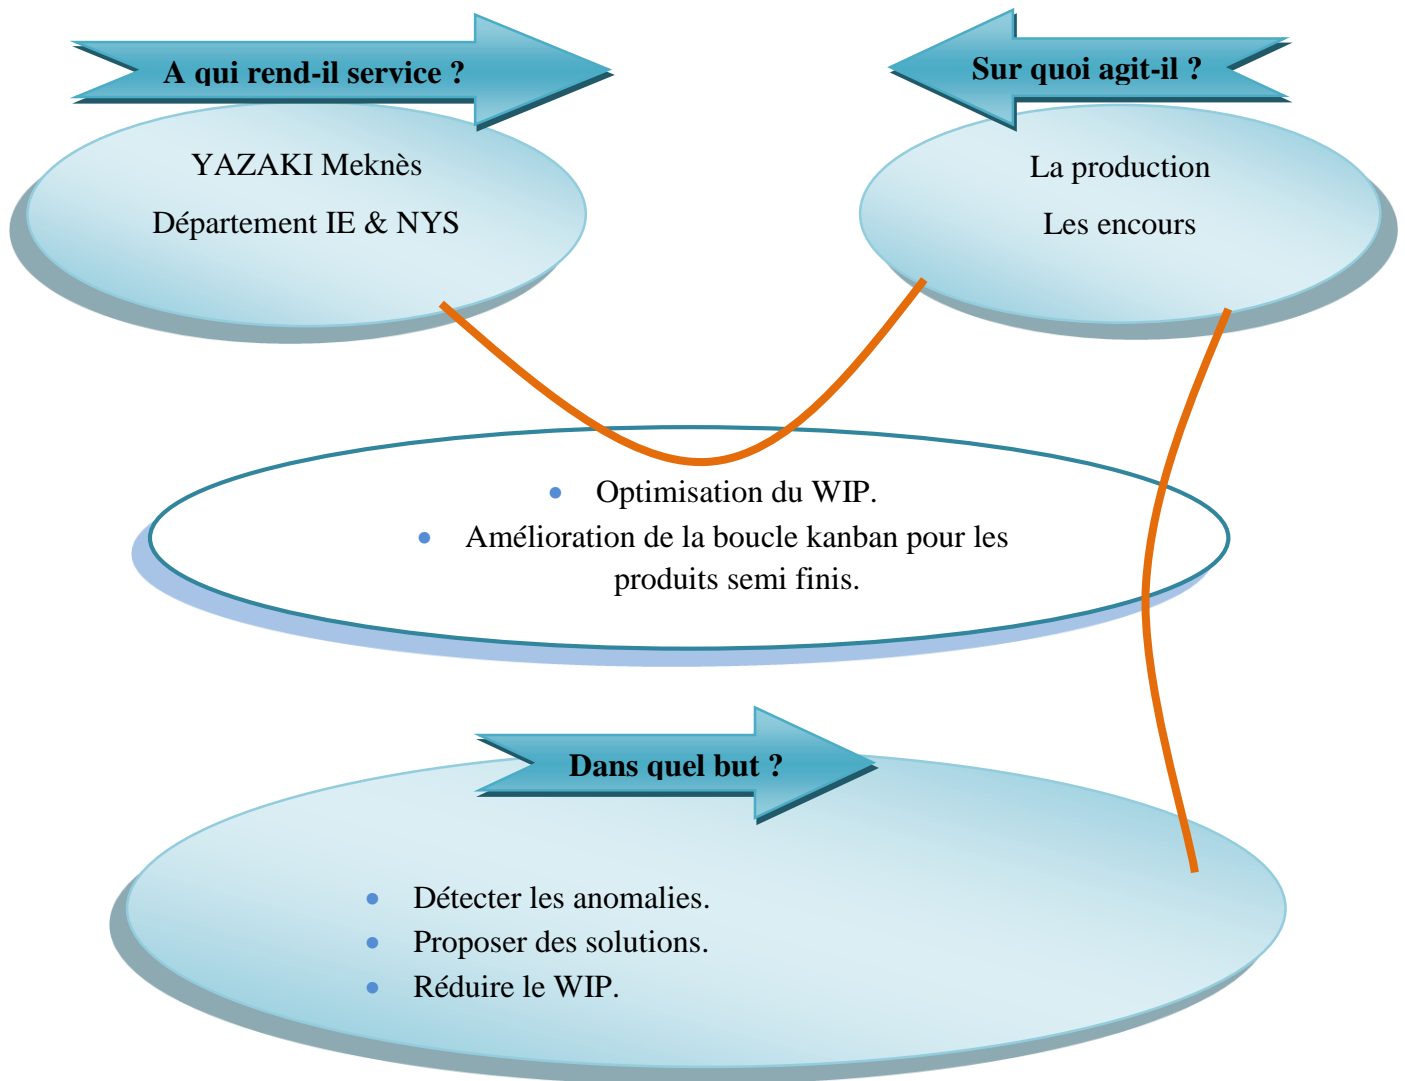 A qui rend-il service ?
Sur quoi agit-il ?
YAZAKI Meknès
Département IE & NYS
La production
Les encours
• Optimisation du WIP.
• Amélioration de la boucle kanban pour les
produits semi finis.
Dans quel but ?
• Détecter les anomalies.
• Proposer des solutions.
• Réduire le WIP.